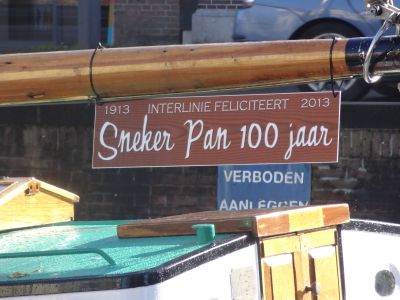 1913 INTERLINIE FELICITEERT 2013
Sneker Pan 100 jaar
VERBODEN
AANLEGGEN